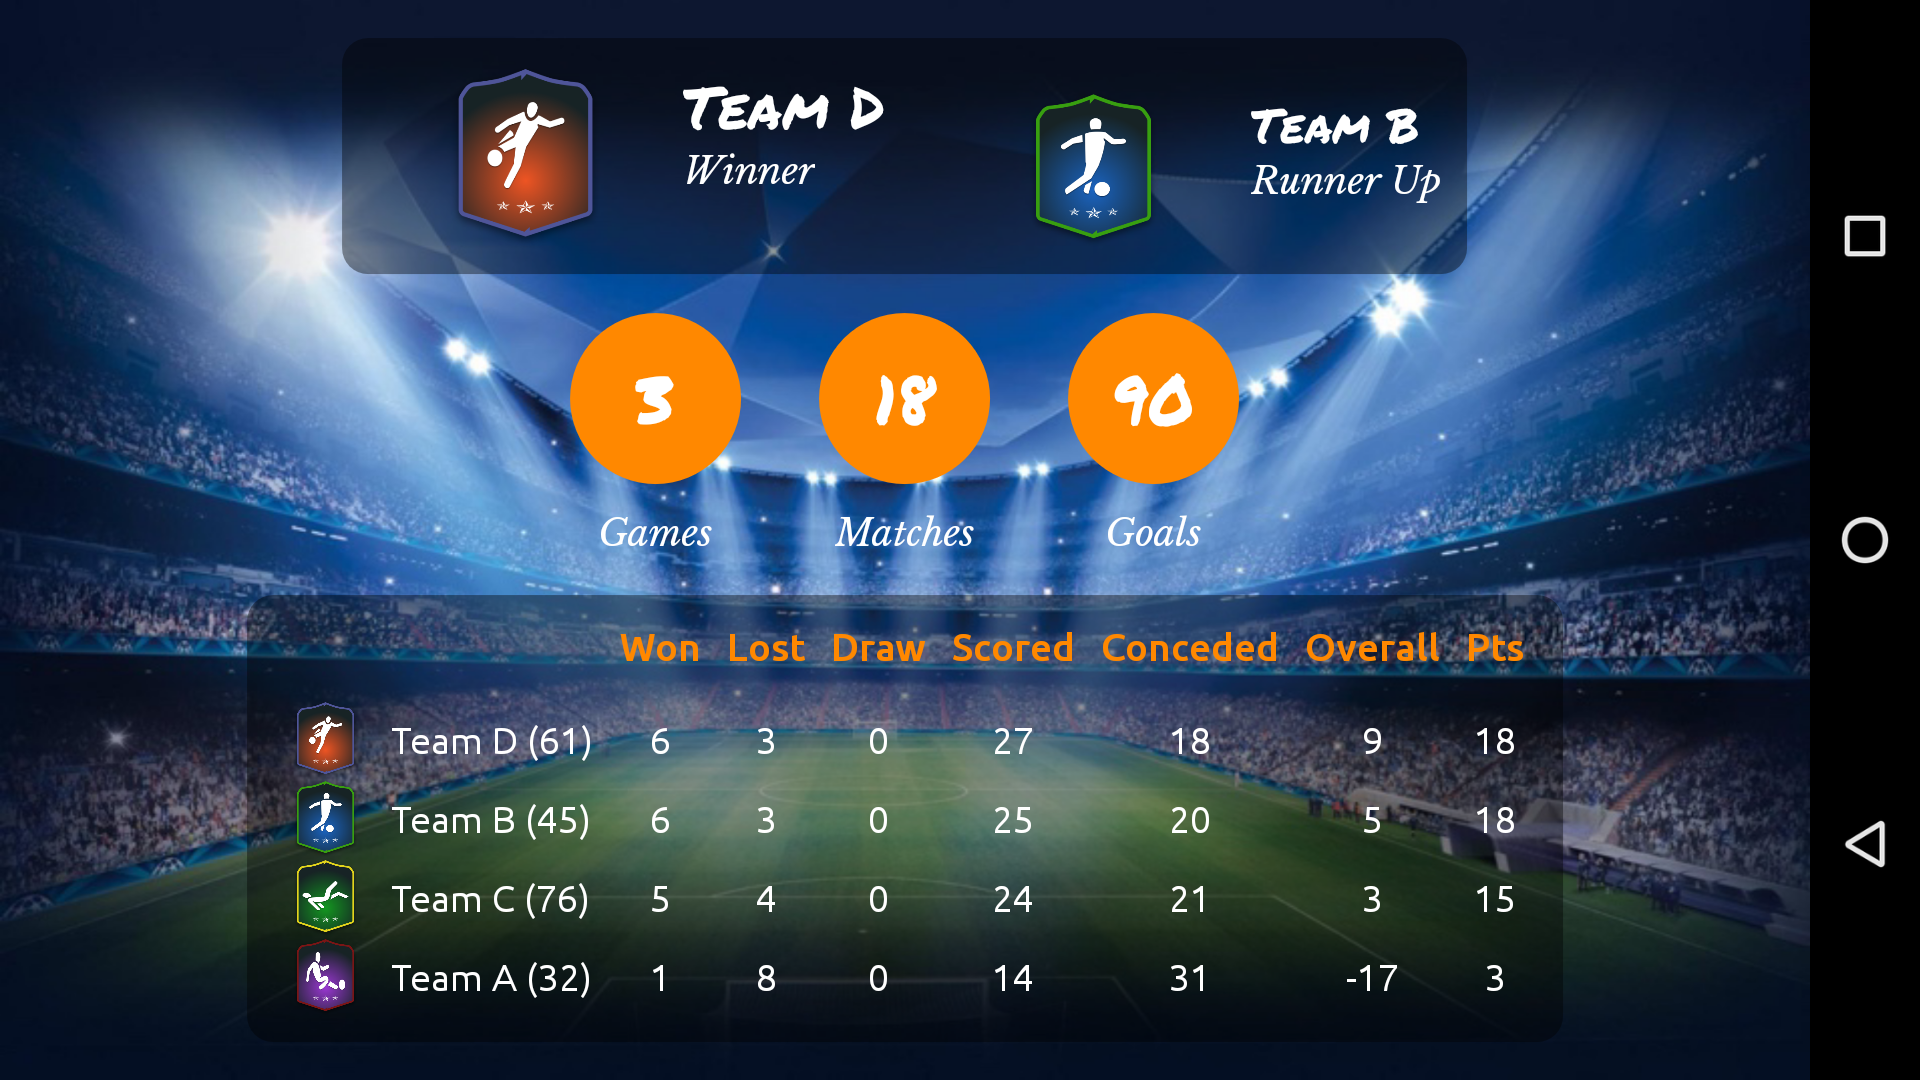 Team D
Winner
Team B
Runner Up
3 18 90
Games Matches Goals
Won Lost Draw Scored Conceded Overall Pts
Team D (61) 6 3 0 27 18 9 18
Team B (45) 6 3 0 25 20 5 18
Team C (76) 5 4 0 24 21 3 15
Team A (32) 1 8 0 14 31 -17 3